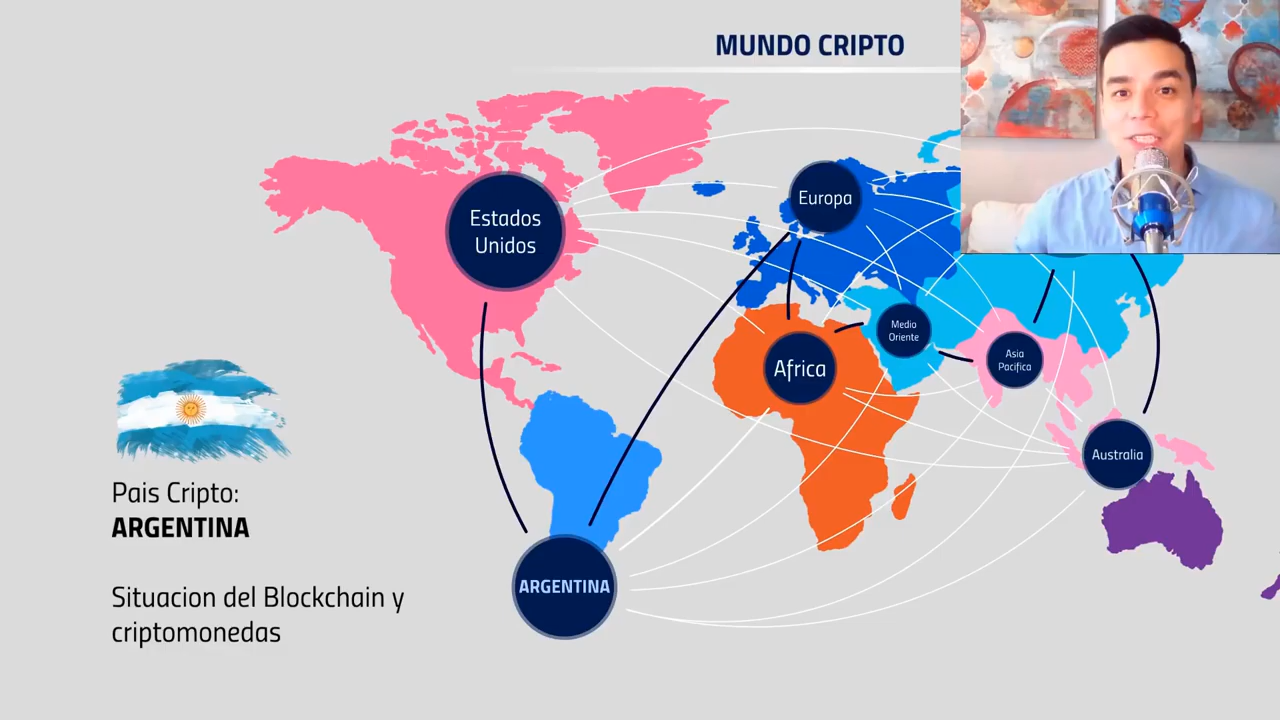 MUNDO CRIPTO
Estados
Unidos
Europa
Medio
Oriente
Africa
Asia
Pacifica
Australia
ARGENTINA
Pais Cripto:
ARGENTINA
Situacion del Blockchain y
criptomonedas